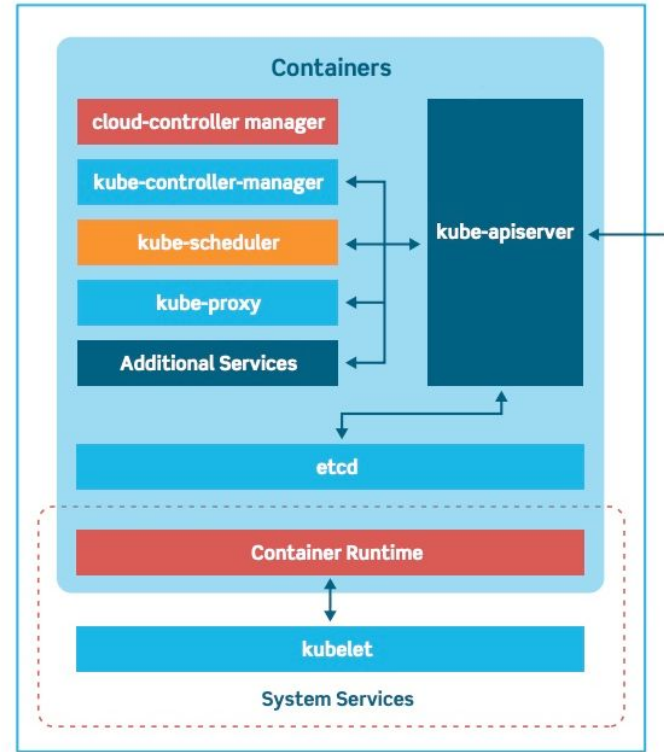 Containers
cloud-controller manager
kube-controller-manager
kube-scheduler
kube-proxy
Additional Services
kube-apiserver
etcd
Container Runtime
kubelet
System Services